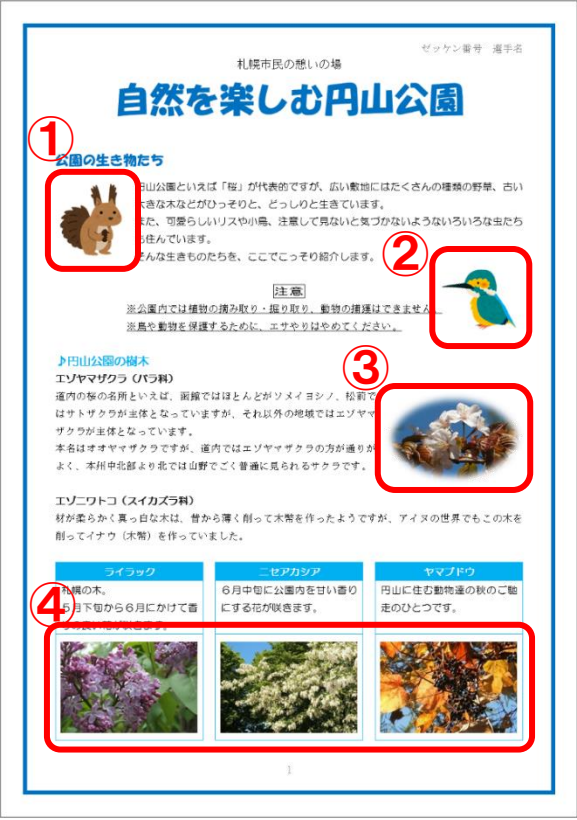 ゼッケン番号 選手名
札幌市民の憩いの場
自然を楽しむ円山公園
①
公園の生き物たち
円山公園といえば「桜」が代表的ですが、広い敷地にはたくさんの種類の野草、古い
大きな木などがひっそりと、どっしりと生きています。
また、可愛らしいリスや小鳥、注意して見ないと気づかないようないろいろな虫たち
も住んでいます。
そんな生きものたちを、ここでこっそり紹介します。
②
注意
※公園内では植物の摘み取り・掘り取り、動物の捕獲はできません。
※鳥や動物を保護するために、エサやりはやめてください。
③
♪円山公園の樹木
エゾヤマザクラ（バラ科）
道内の桜の名所といえば、函館ではほとんどがソメイヨシノ、松前で
はサトザクラが主体となっていますが、それ以外の地域ではエゾヤマ
ザクラが主体となっています。
本名はオオヤマザクラですが、道内ではエゾヤマザクラの方が通りが
よく、本州中北部より北では山野でごく普通に見られるサクラです。
エゾニワトコ（スイカズラ科）
材が柔らかく真っ白な木は、昔から薄く削って木幣を作ったようですが、アイヌの世界でもこの木を
削ってイナウ（木幣）を作っていました。
ライラック ニセアカシア ヤマブドウ
札幌の木。
５月下旬から６月にかけて香
６月中旬に公園内を甘い香り
にする花が咲きます。
円山に住む動物達の秋のご馳
走のひとつです。
④
1